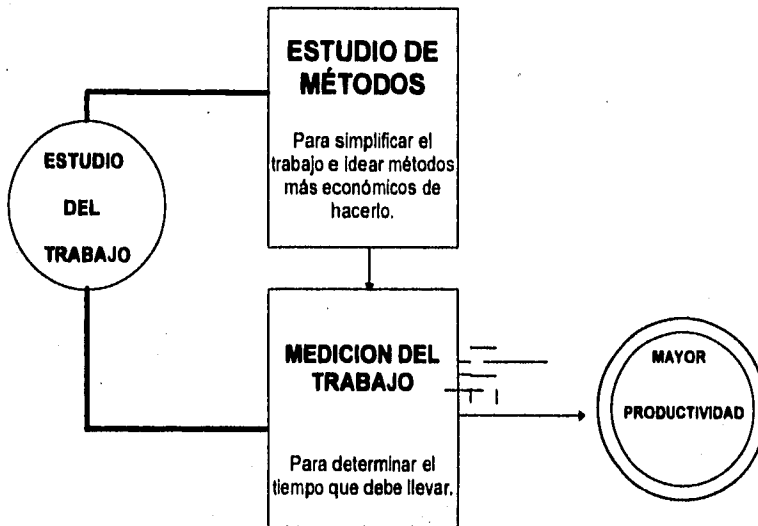 ESTUDIO DE
MÉTODOS
Para simplificar el
trabajo e idear métodos
más económicos de
hacerlo.
ESTUDIO
DEL
TRABAJO
MEDICION DEL
TRABAJO
Para determinar el
tiempo que debe llevar.
MAYOR
PRODUCTIVIDAD